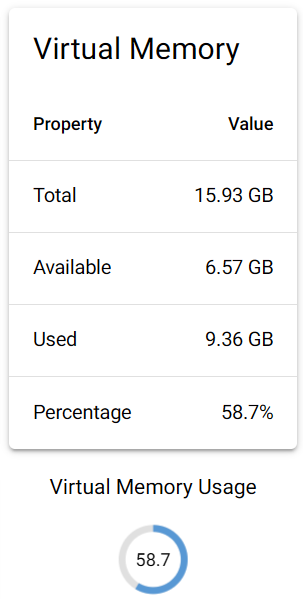 Virtual Memory
Property Value
Total 15.93 GB
Available 6.57 GB
Used 9.36 GB
Percentage 58.7%
Virtual Memory Usage
58.7